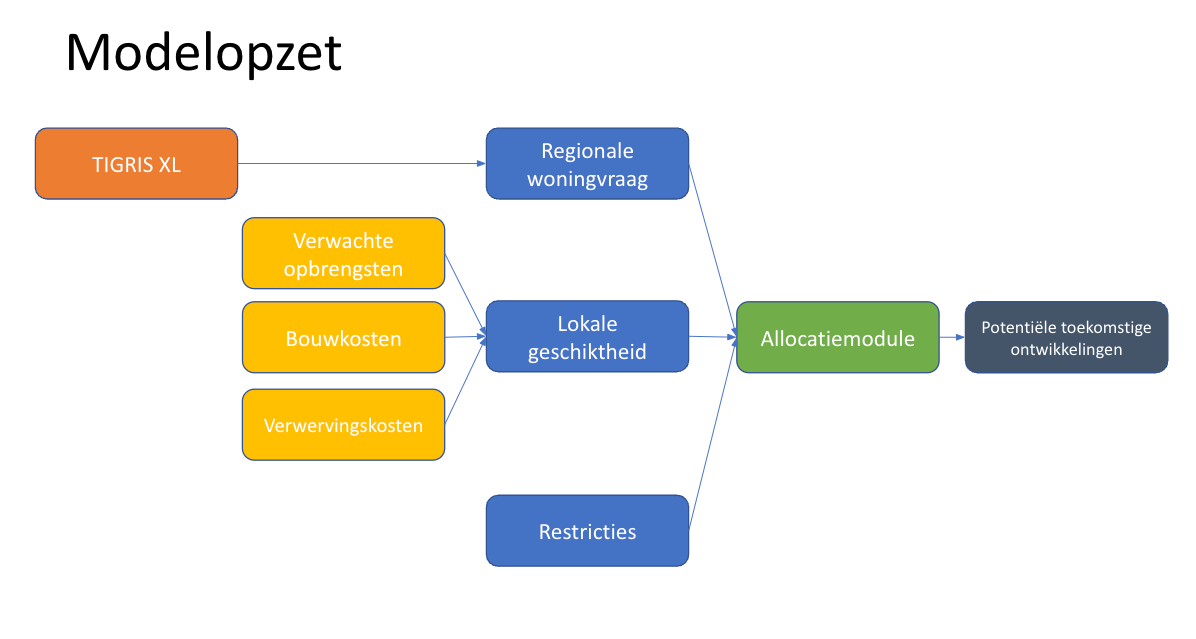 Modelopzet
TIGRIS XL
Regionale
woningvraag
Verwachte
opbrengsten
Bouwkosten
Verwervingskosten
Lokale
geschiktheid
Restricties
Allocatiemodule
Potentiële toekomstige
ontwikkelingen